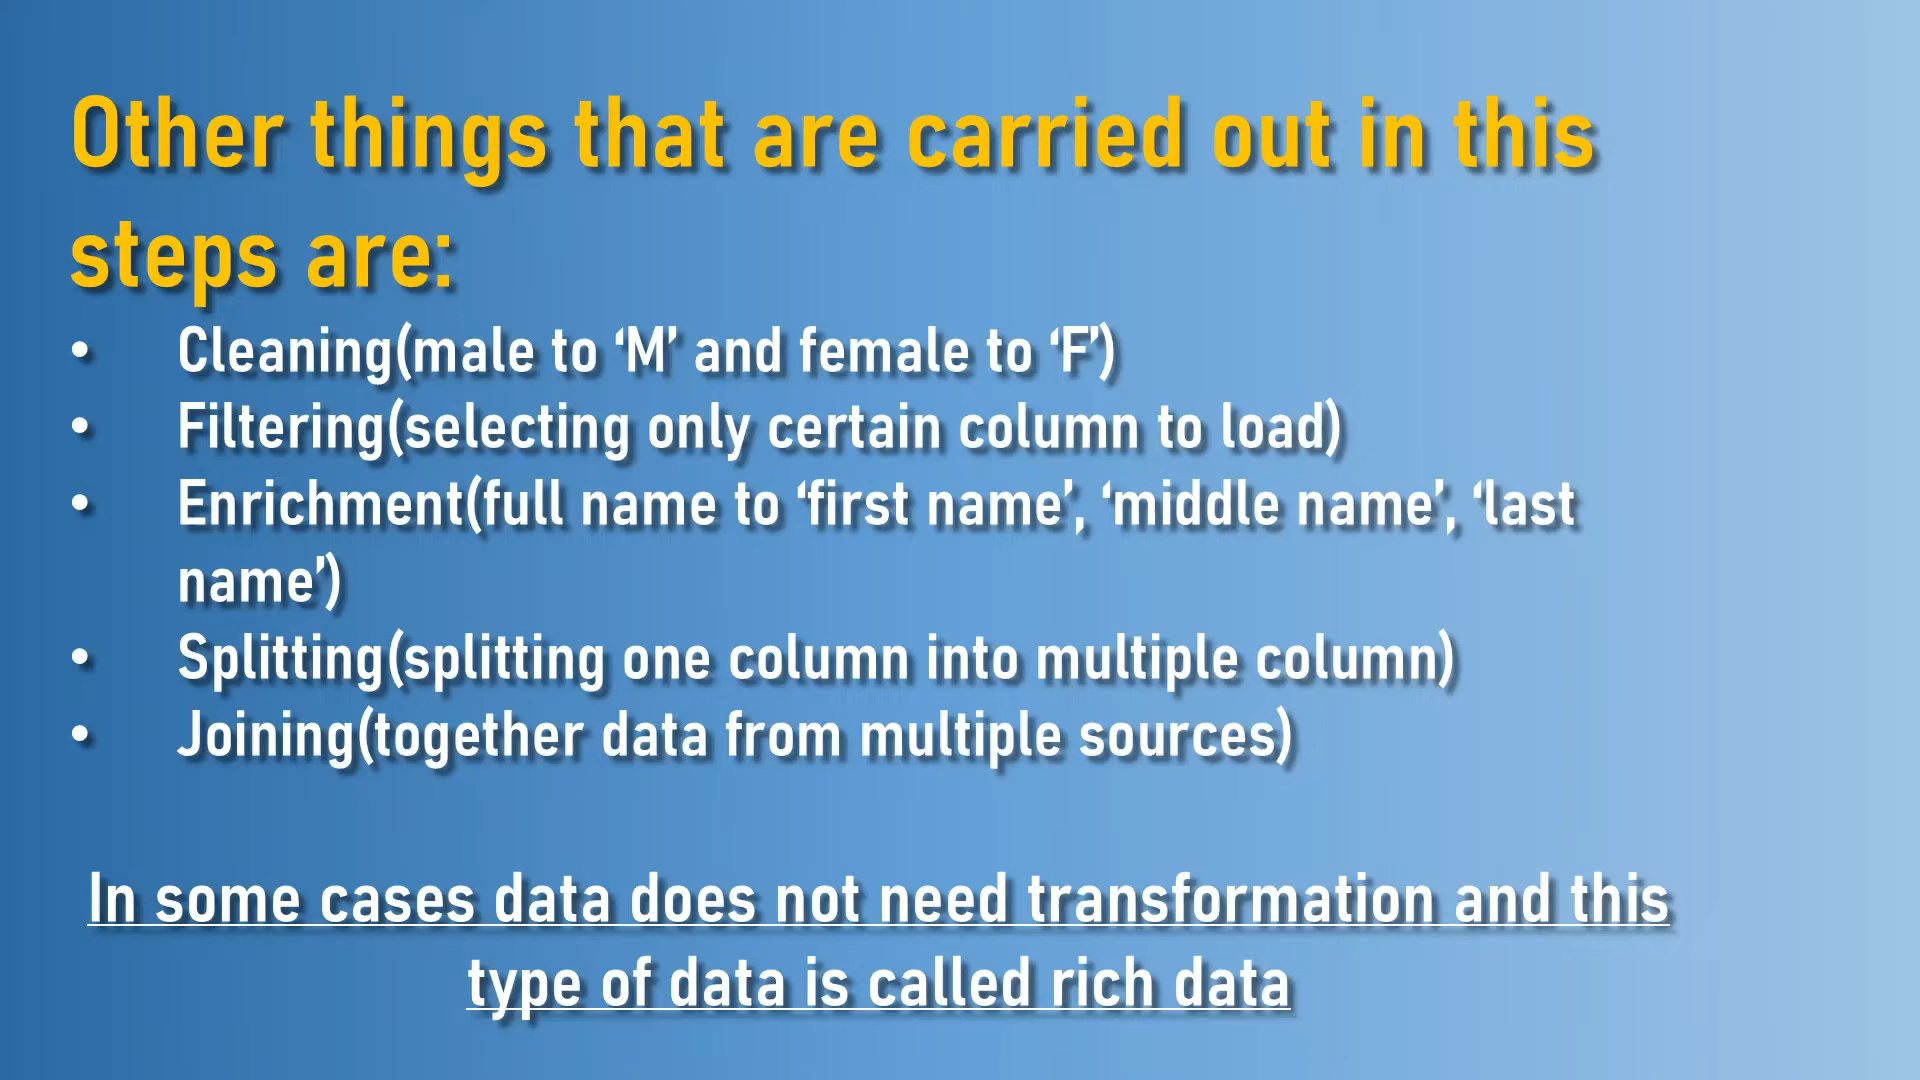 Other things that are carried out in this
steps are:
• Cleaning(male to ‘M’ and female to ‘F’)
• Filtering(selecting only certain column to load)
• Enrichment(full name to ‘first name’, ‘middle name’, ‘last
name’)
• Splitting(splitting one column into multiple column)
• Joining(together data from multiple sources)
In some cases data does not need transformation and this
type of data is called rich data